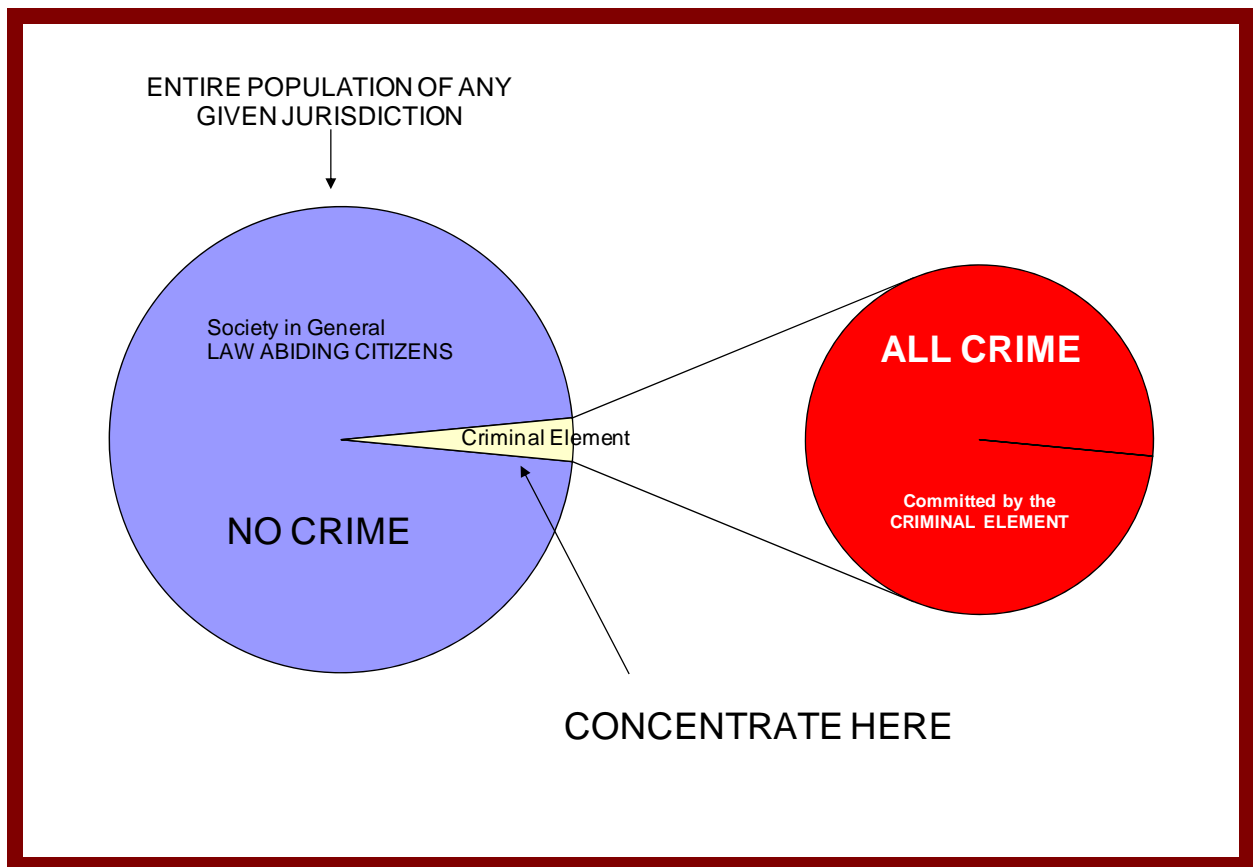 ENTIRE POPULATION OF ANY
GIVEN JURISDICTION
Society in General
LAW ABIDING CITIZENS
Criminal Element
NO CRIME
ALL CRIME
Committed by the
CRIMINAL ELEMENT
CONCENTRATE HERE